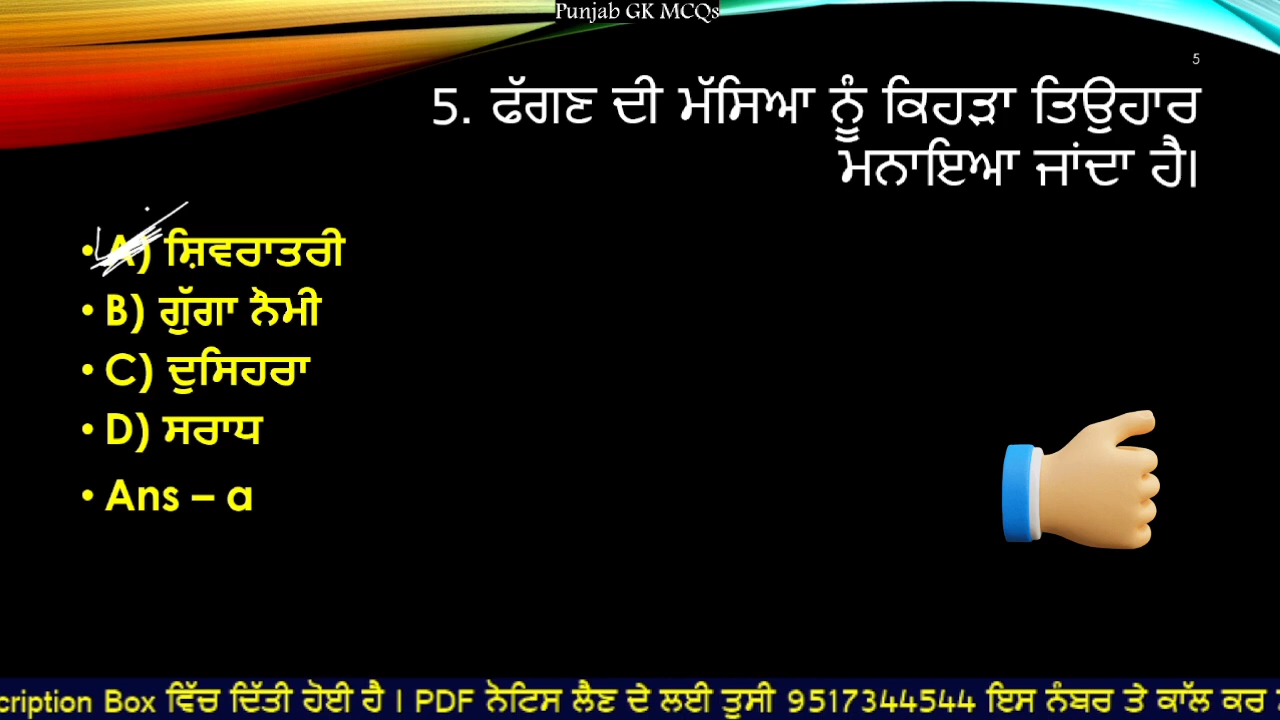 Punjab GK MCQs
5
5. ਫੱਗਣ ਦੀ ਮੱਸਿਆ ਨੂੰ ਕਿਹੜਾ ਤਿਉਹਾਰ
ਮਨਾਇਆ ਜਾਂਦਾ ਹੈ।
• A) ਸ਼ਿਵਰਾਤਰੀ
• B) ਗੁੱਗਾ ਨੌਮੀ
• C) ਦੁਸਿਹਰਾ
• D) ਸਰਾਧ
• Ans – a
cription Box ਵਿੱਚ ਦਿੱਤੀ ਹੋਈ ਹੈ । PDF ਨੋਟਿਸ ਲੈਣ ਦੇ ਲਈ ਤੁਸੀ 9517344544 ਇਸ ਨੰਬਰ ਤੇ ਕਾੱਲ ਕਰ